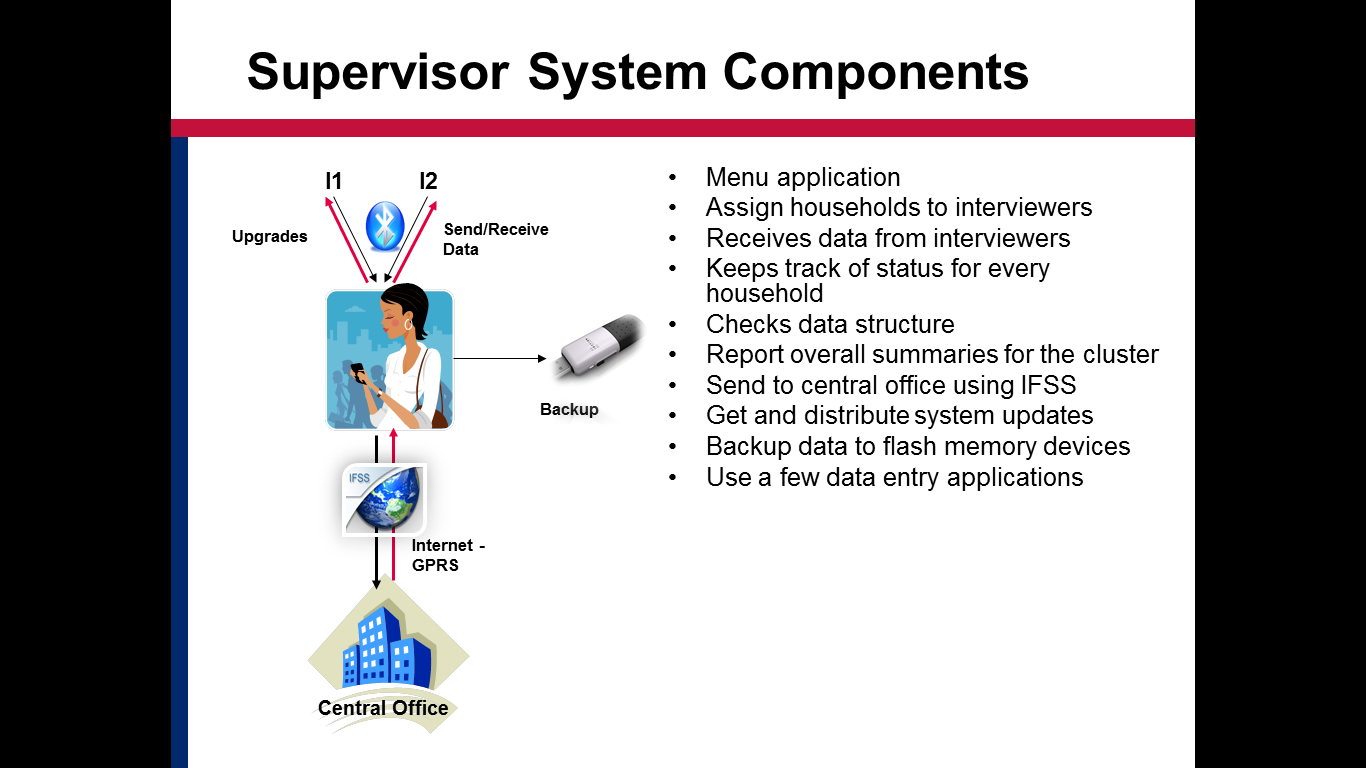 Supervisor System Components
I1
I2
Upgrades
Send/Receive
Data
Backup
IFSS
Internet -
GPRS
Central Office
• Menu application
• Assign households to interviewers
• Receives data from interviewers
• Keeps track of status for every
household
• Checks data structure
• Report overall summaries for the cluster
• Send to central office using IFSS
• Get and distribute system updates
• Backup data to flash memory devices
• Use a few data entry applications